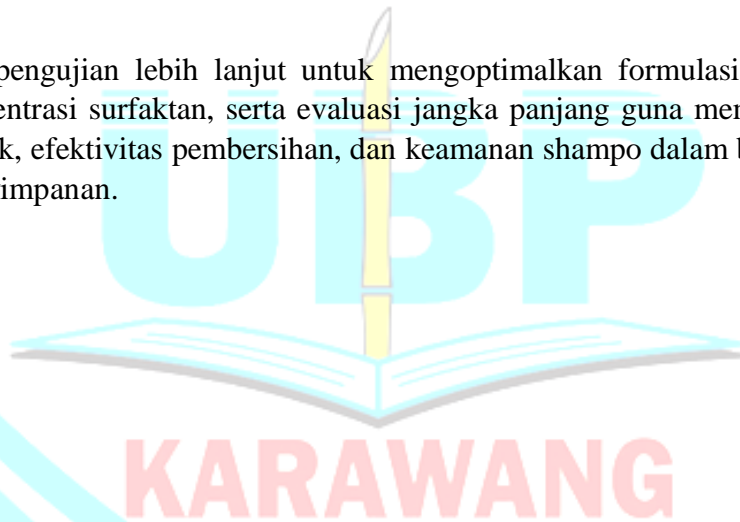 pengujian lebih lanjut untuk mengoptimalkan formulasi
entrasi surfaktan, serta evaluasi jangka panjang guna mer
k, efektivitas pembersihan, dan keamanan shampo dalam b
impanan.
UBP
KARAWANG